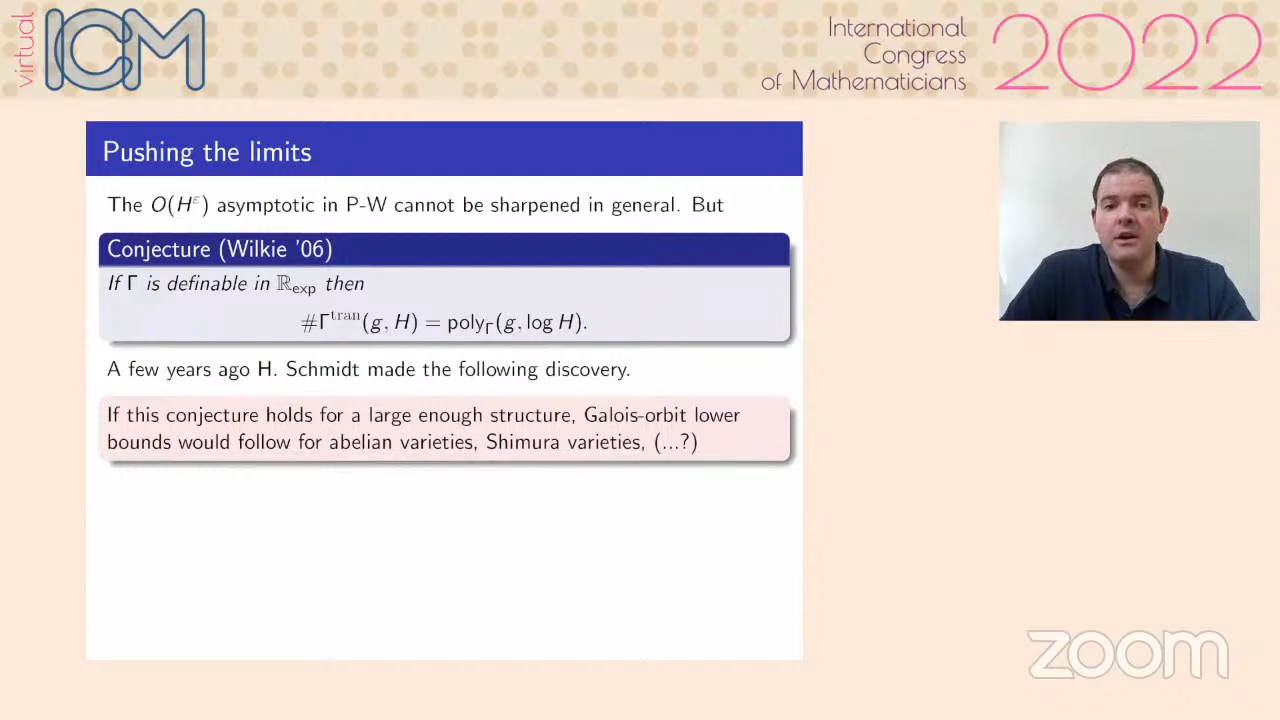 virtual
ICM
International
Congress
of Mathematicians
2022
Pushing the limits
The O(H^ε) asymptotic in P-W cannot be sharpened in general. But
Conjecture (Wilkie '06)
If Γ is definable in ℝ_exp then
#Γ^tran(g, H) = poly_Γ(g, log H).
A few years ago H. Schmidt made the following discovery.
If this conjecture holds for a large enough structure, Galois-orbit lower
bounds would follow for abelian varieties, Shimura varieties, (...?)
zoom